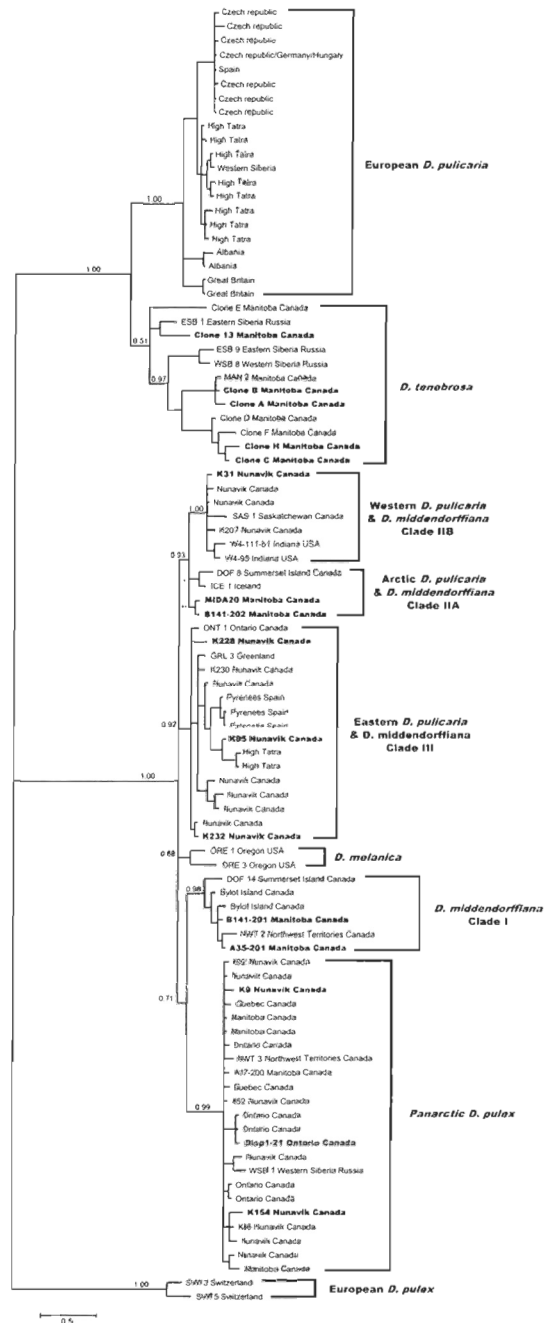 Czech republic
Czech republic
Czech republic
Czech republic/Germany/Hungary
Spain
Czech republic
Czech republic
Czech republic
High Tatra
High Tatra
High Tatra
Western Siberia
High Tatra
High Tatra
High Tatra
High Tatra
High Tatra
Albania
Albania
Great Britain
Great Britain
European D. pulicaria
1.00
1.00
Clone E Manitoba Canada
ESB 1 Eastern Siberia Russia
Clone 13 Manitoba Canada
0.51
ESB 9 Eastern Siberia Russia
WSB 8 Western Siberia Russia
0.97
MAN 2 Manitoba Canada
Clone B Manitoba Canada
Clone A Manitoba Canada
Clone D Manitoba Canada
Clone F Manitoba Canada
Clone H Manitoba Canada
Clone C Manitoba Canada
D. tenebrosa
K31 Nunavik Canada
Nunavik Canada
Nunavik Canada
1.00
SAS 1 Saskatchewan Canada
K207 Nunavik Canada
W4-111-b1 Indiana USA
W4-95 Indiana USA
Western D. pulicaria
& D. middendorffiana
Clade IIB
0.93
DOF 8 Summerset Island Canada
ICE 1 Iceland
MIDA20 Manitoba Canada
B141-202 Manitoba Canada
Arctic D. pulicaria
& D. middendorffiana
Clade IIA
ONT 1 Ontario Canada
K228 Nunavik Canada
GRL 3 Greenland
K230 Nunavik Canada
Nunavik Canada
Pyrenees Spain
Pyrenees Spain
Pyrenees Spain
K95 Nunavik Canada
High Tatra
High Tatra
Nunavik Canada
Nunavik Canada
Nunavik Canada
Nunavik Canada
K232 Nunavik Canada
0.97
Eastern D. pulicaria
& D. middendorffiana
Clade III
1.00
ORE 1 Oregon USA
ORE 3 Oregon USA
0.68
D. melanica
DOF 14 Summerset Island Canada
0.98
Bylot Island Canada
Bylot Island Canada
B141-201 Manitoba Canada
NWT 2 Northwest Territories Canada
A35-201 Manitoba Canada
D. middendorffiana
Clade I
0.71
Nunavik Canada
Nunavik Canada
K9 Nunavik Canada
Quebec Canada
Manitoba Canada
Manitoba Canada
Ontario Canada
NWT 3 Northwest Territories Canada
A37-200 Manitoba Canada
Quebec Canada
Nunavik Canada
0.99
Ontario Canada
Ontario Canada
Disp1-21 Ontario Canada
Nunavik Canada
WSB 1 Western Siberia Russia
Ontario Canada
Ontario Canada
K154 Nunavik Canada
Nunavik Canada
Nunavik Canada
Nunavik Canada
Manitoba Canada
Panarctic D. pulex
1.00
SWI 3 Switzerland
SWI 5 Switzerland
European D. pulex
0.5